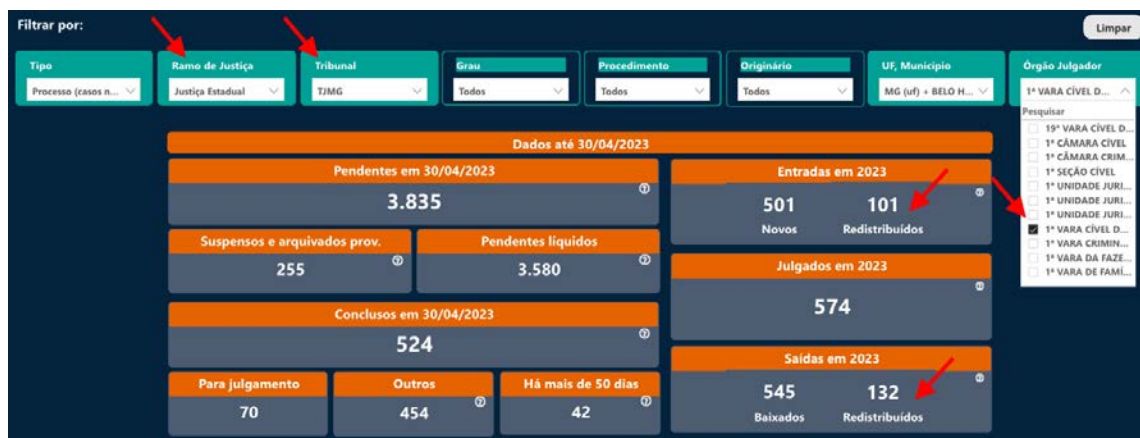 Filtrar por:
Limpar
Tipo
Processo (casos n...
Ramo de Justiça
Justiça Estadual
Tribunal
TJMG
Grau
Todos
Procedimento
Todos
Originário
Todos
UF, Município
MG (uf) + BELO H...
Órgão Julgador
1ª VARA CÍVEL D...
Pesquisar
19ª VARA CÍVEL D...
1ª CÂMARA CÍVEL
1ª CÂMARA CRIM...
1ª SEÇÃO CÍVEL
1ª UNIDADE JURI...
1ª UNIDADE JURI...
1ª UNIDADE JURI...
1ª VARA CÍVEL D...
1ª VARA CRIMIN...
1ª VARA DA FAZE...
1ª VARA DE FAMÍ...
Dados até 30/04/2023
Pendentes em 30/04/2023
3.835
Suspensos e arquivados prov.
255
Pendentes líquidos
3.580
Conclusos em 30/04/2023
524
Para julgamento
70
Outros
454
Há mais de 50 dias
42
Entradas em 2023
501 101
Novos Redistribuídos
Julgados em 2023
574
Saídas em 2023
545 132
Baixados Redistribuídos